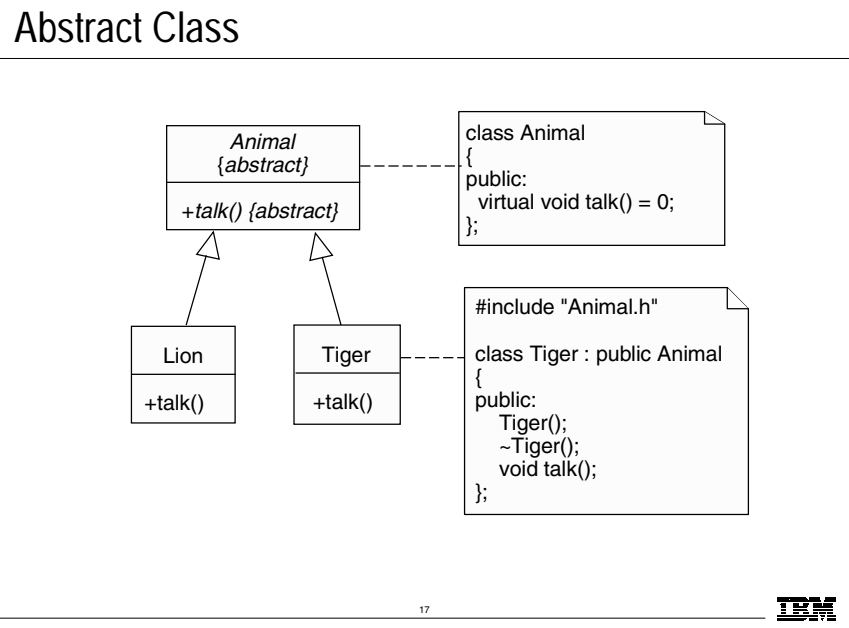 Abstract Class
Animal
{abstract}
+talk() {abstract}
class Animal
{
public:
virtual void talk() = 0;
};
Lion
+talk()
Tiger
+talk()
#include "Animal.h"
class Tiger : public Animal
{
public:
Tiger();
~Tiger();
void talk();
};
17
IBM